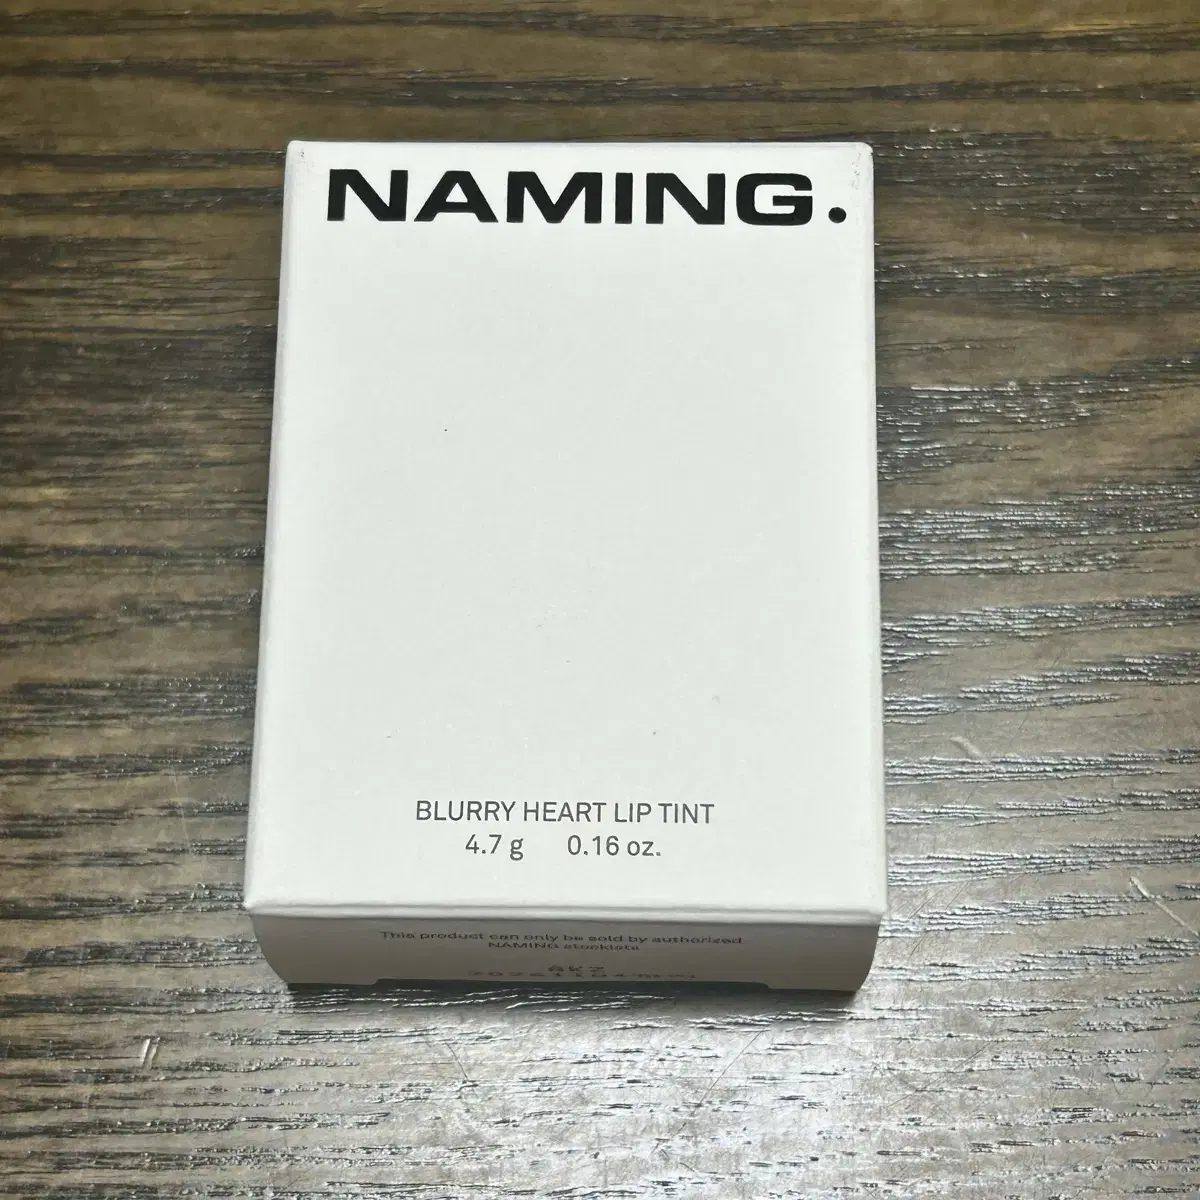 NAMING.
BLURRY HEART LIP TINT
4.7 g 0.16 oz.
This product can only be sold by authorized
NAMING stockists